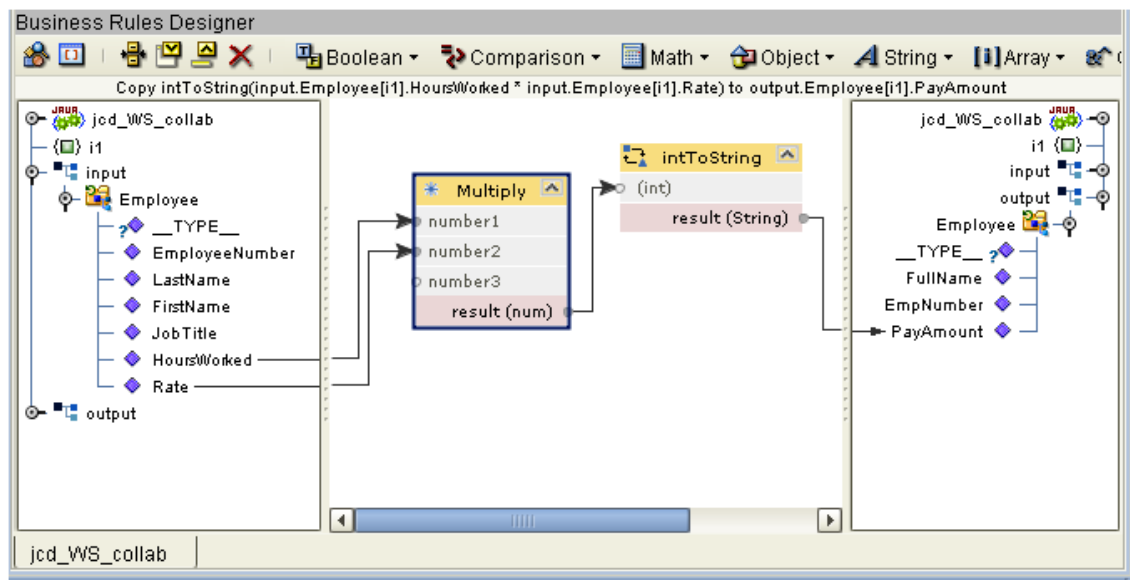 Business Rules Designer
Boolean Comparison Math Object String [i] Array
Copy intToString(input.Employee[i1].HoursWorked * input.Employee[i1].Rate) to output.Employee[i1].PayAmount
JAVA
jcd_WS_collab
i1
input
Employee
__TYPE__
EmployeeNumber
LastName
FirstName
JobTitle
HoursWorked
Rate
output
Multiply
number1
number2
number3
result (num)
intToString
(int)
result (String)
JAVA
jcd_WS_collab
i1
input
output
Employee
__TYPE__
FullName
EmpNumber
PayAmount
jcd_WS_collab